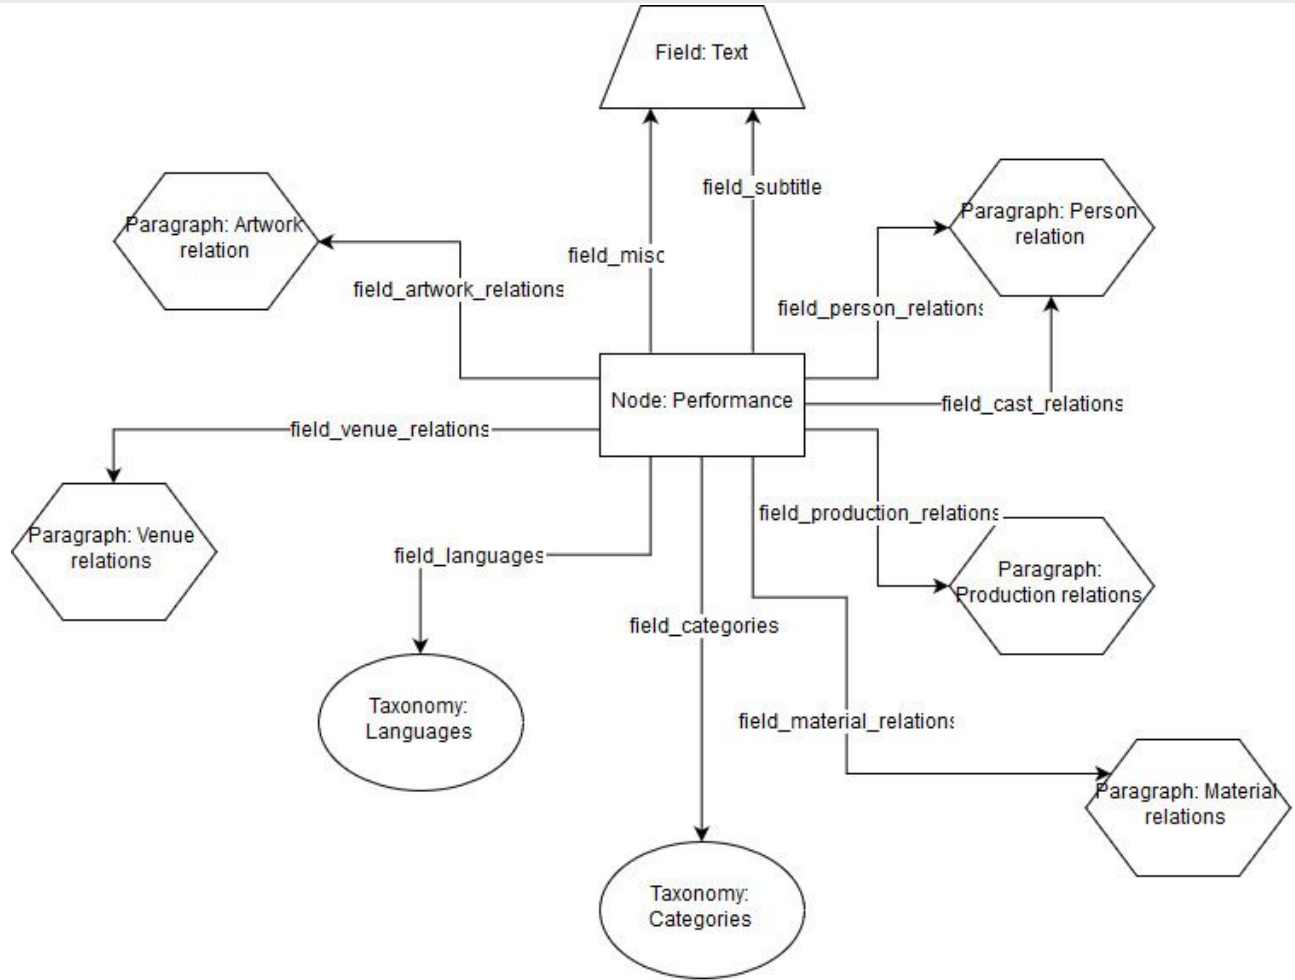 Field: Text
field_subtitle
Paragraph: Artwork
relation
Paragraph: Person
relation
field_misc
field_artwork_relations
field_person_relations
Node: Performance
field_cast_relations
field_venue_relations
field_production_relations
Paragraph: Venue
relations
field_languages
Paragraph:
Production relations
field_categories
Taxonomy:
Languages
field_material_relations
Paragraph: Material
relations
Taxonomy:
Categories